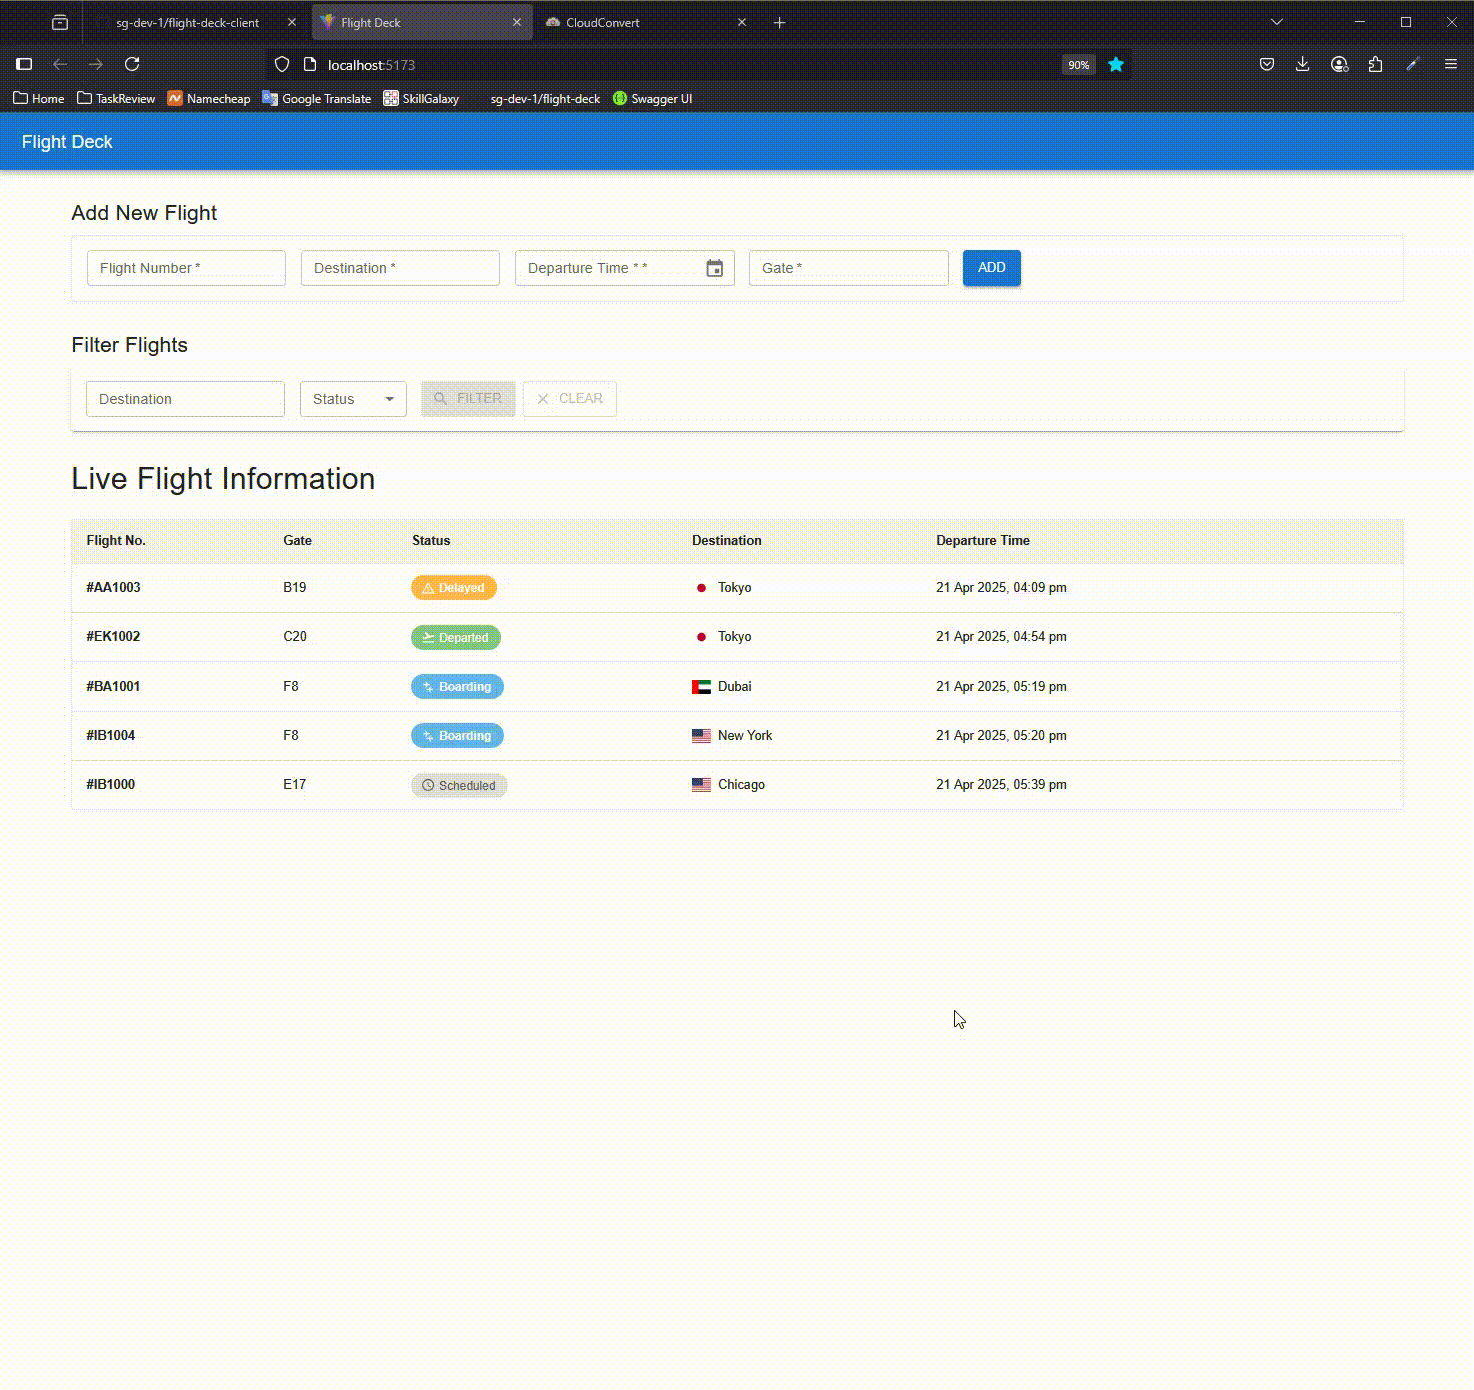 sg-dev-1/flight-deck-client
Flight Deck
CloudConvert
localhost:5173
90%
Home
TaskReview
Namecheap
Google Translate
SkillGalaxy
sg-dev-1/flight-deck
Swagger UI
Flight Deck
Add New Flight
Flight Number *
Destination *
Departure Time * *
Gate *
ADD
Filter Flights
Destination
Status
FILTER
CLEAR
Live Flight Information
Flight No. Gate Status Destination Departure Time
#AA1003 B19 Delayed Tokyo 21 Apr 2025, 04:09 pm
#EK1002 C20 Departed Tokyo 21 Apr 2025, 04:54 pm
#BA1001 F8 Boarding Dubai 21 Apr 2025, 05:19 pm
#IB1004 F8 Boarding New York 21 Apr 2025, 05:20 pm
#IB1000 E17 Scheduled Chicago 21 Apr 2025, 05:39 pm